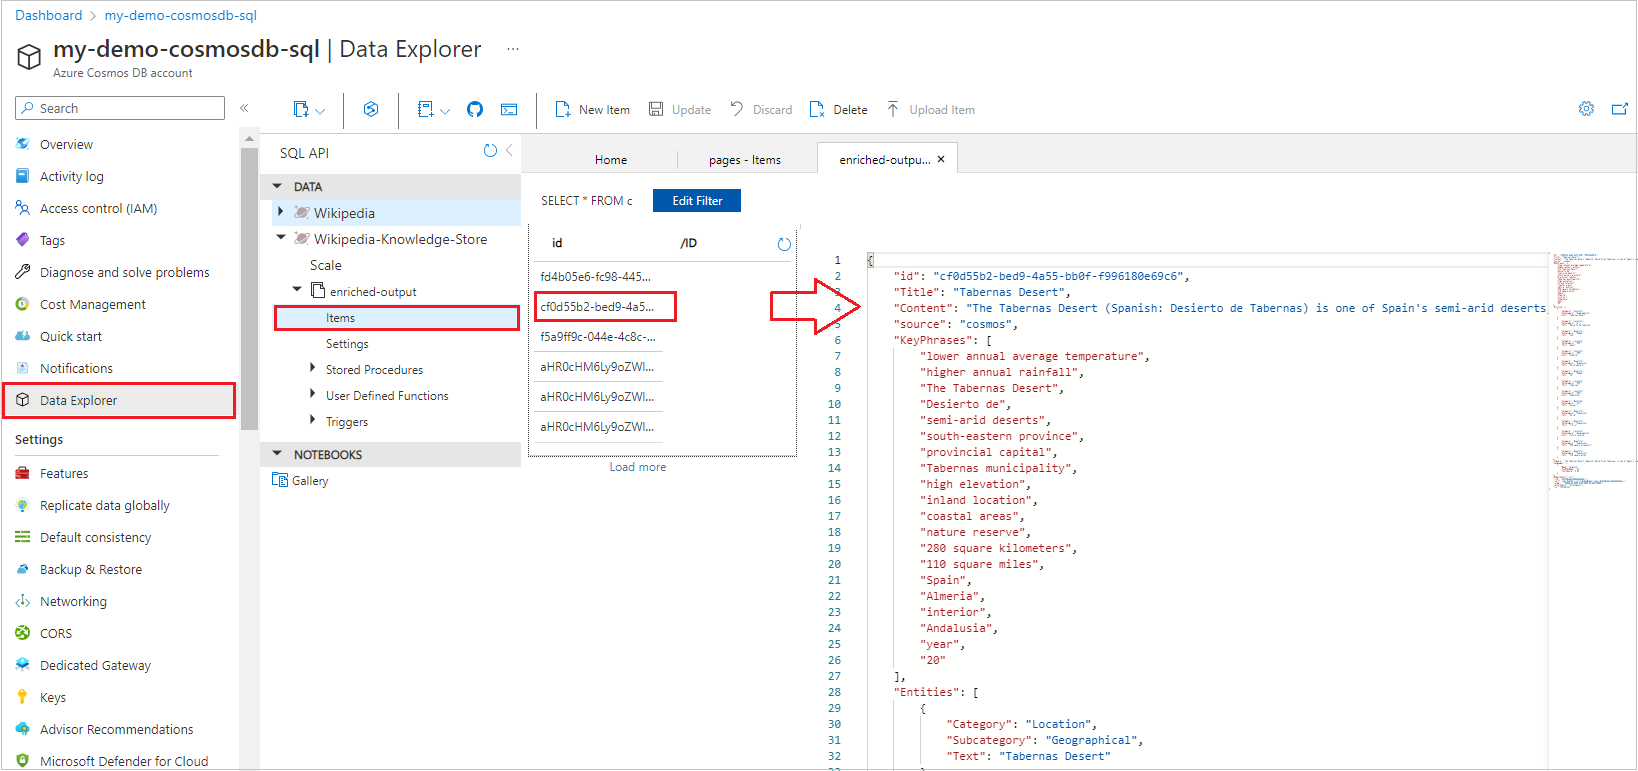 Dashboard > my-demo-cosmosdb-sql
my-demo-cosmosdb-sql | Data Explorer ...
Azure Cosmos DB account
Search
«
New Item
Update
Discard
Delete
Upload Item
Overview
Activity log
Access control (IAM)
Tags
Diagnose and solve problems
Cost Management
Quick start
Notifications
Data Explorer
Settings
Features
Replicate data globally
Default consistency
Backup & Restore
Networking
CORS
Dedicated Gateway
Keys
Advisor Recommendations
Microsoft Defender for Cloud
SQL API
DATA
Wikipedia
Wikipedia-Knowledge-Store
Scale
enriched-output
Items
Settings
Stored Procedures
User Defined Functions
Triggers
NOTEBOOKS
Gallery
Home
pages - Items
enriched-outpu... ×
SELECT * FROM c
Edit Filter
id /ID
fd4b05e6-fc98-445...
cf0d55b2-bed9-4a5...
f5a9ff9c-044e-4c8c-...
aHR0cHM6Ly9oZWl...
aHR0cHM6Ly9oZWl...
aHR0cHM6Ly9oZWl...
Load more
1 {
2 "id": "cf0d55b2-bed9-4a55-bb0f-f996180e69c6",
3 "Title": "Tabernas Desert",
4 "Content": "The Tabernas Desert (Spanish: Desierto de Tabernas) is one of Spain's semi-arid deserts,
5 "source": "cosmos",
6 "KeyPhrases": [
7 "lower annual average temperature",
8 "higher annual rainfall",
9 "The Tabernas Desert",
10 "Desierto de",
11 "semi-arid deserts",
12 "south-eastern province",
13 "provincial capital",
14 "Tabernas municipality",
15 "high elevation",
16 "inland location",
17 "coastal areas",
18 "nature reserve",
19 "280 square kilometers",
20 "110 square miles",
21 "Spain",
22 "Almeria",
23 "interior",
24 "Andalusia",
25 "year",
26 "20"
27 ],
28 "Entities": [
29 {
30 "Category": "Location",
31 "Subcategory": "Geographical",
32 "Text": "Tabernas Desert"